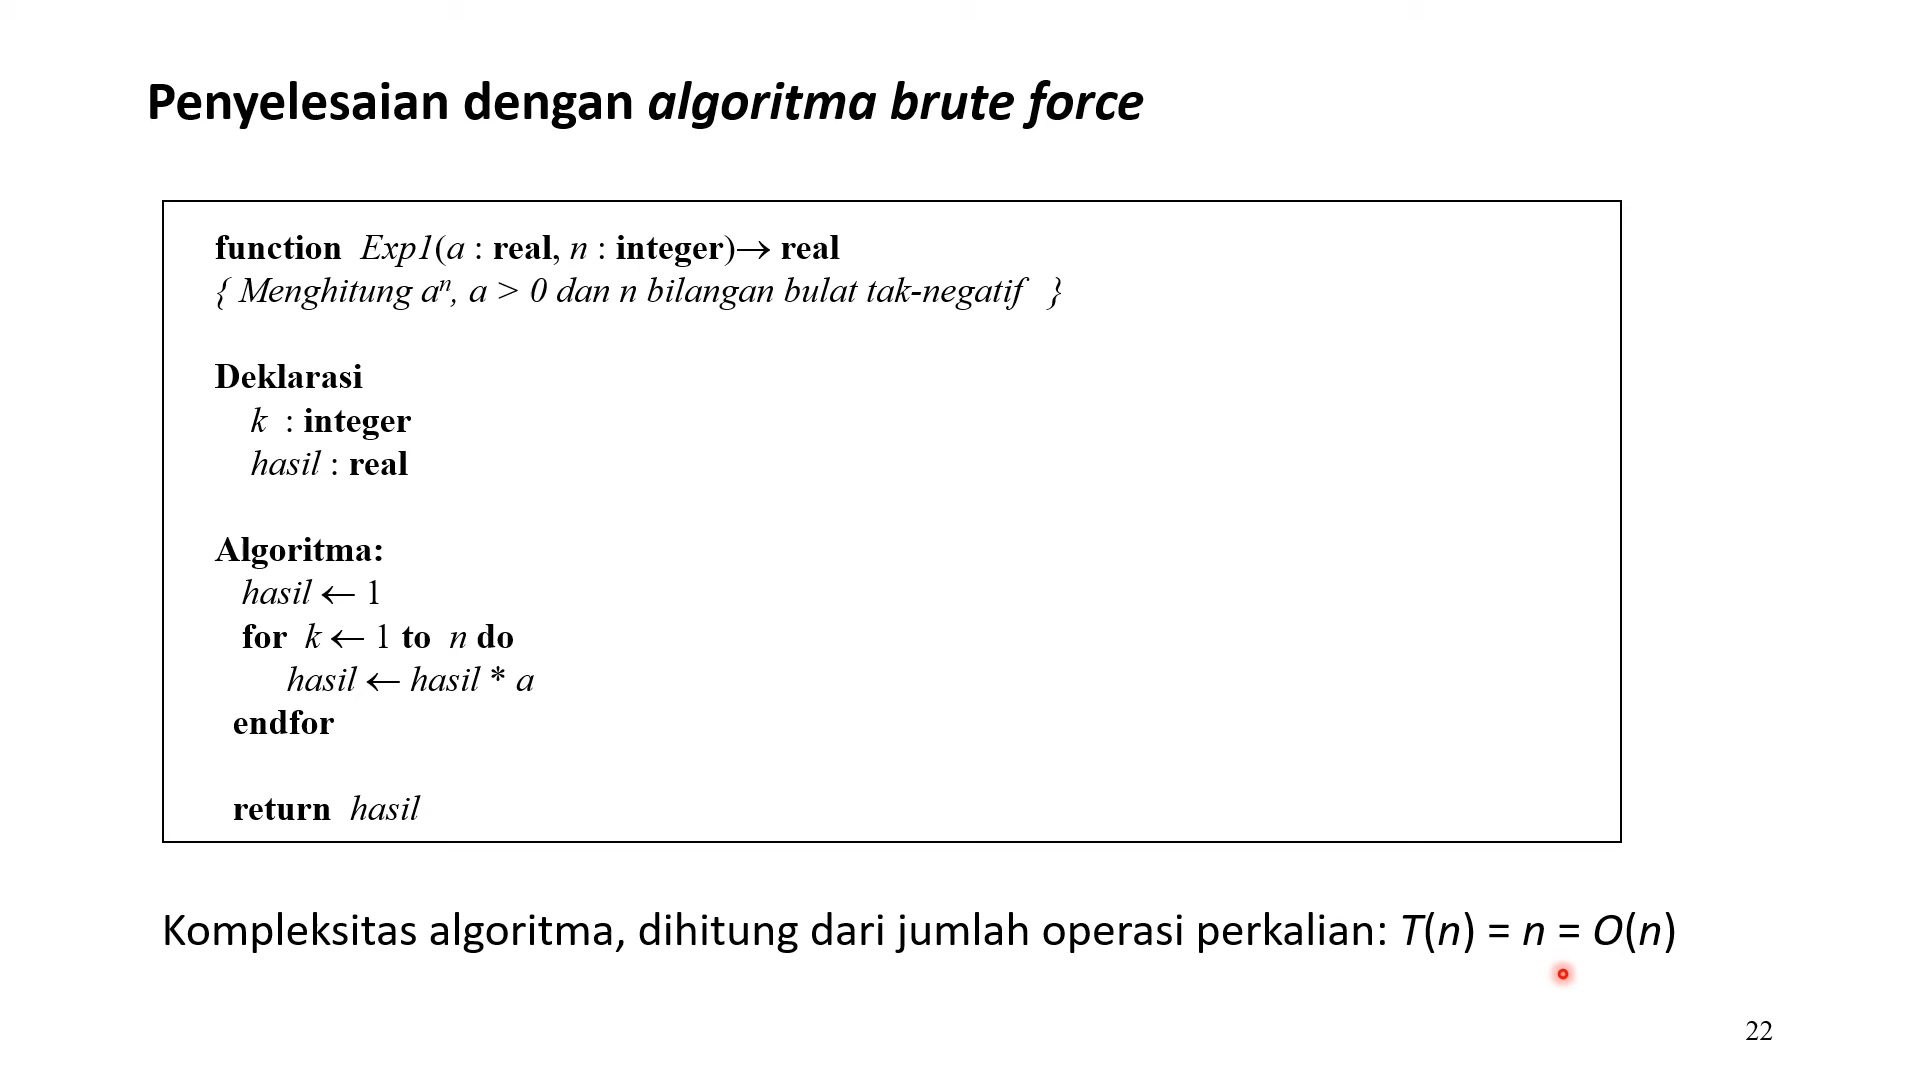 Penyelesaian dengan algoritma brute force
function Exp1(a : real, n : integer)→ real
{ Menghitung aⁿ, a > 0 dan n bilangan bulat tak-negatif }
Deklarasi
k : integer
hasil : real
Algoritma:
hasil ← 1
for k ← 1 to n do
hasil ← hasil * a
endfor
return hasil
Kompleksitas algoritma, dihitung dari jumlah operasi perkalian: T(n) = n = O(n)
22